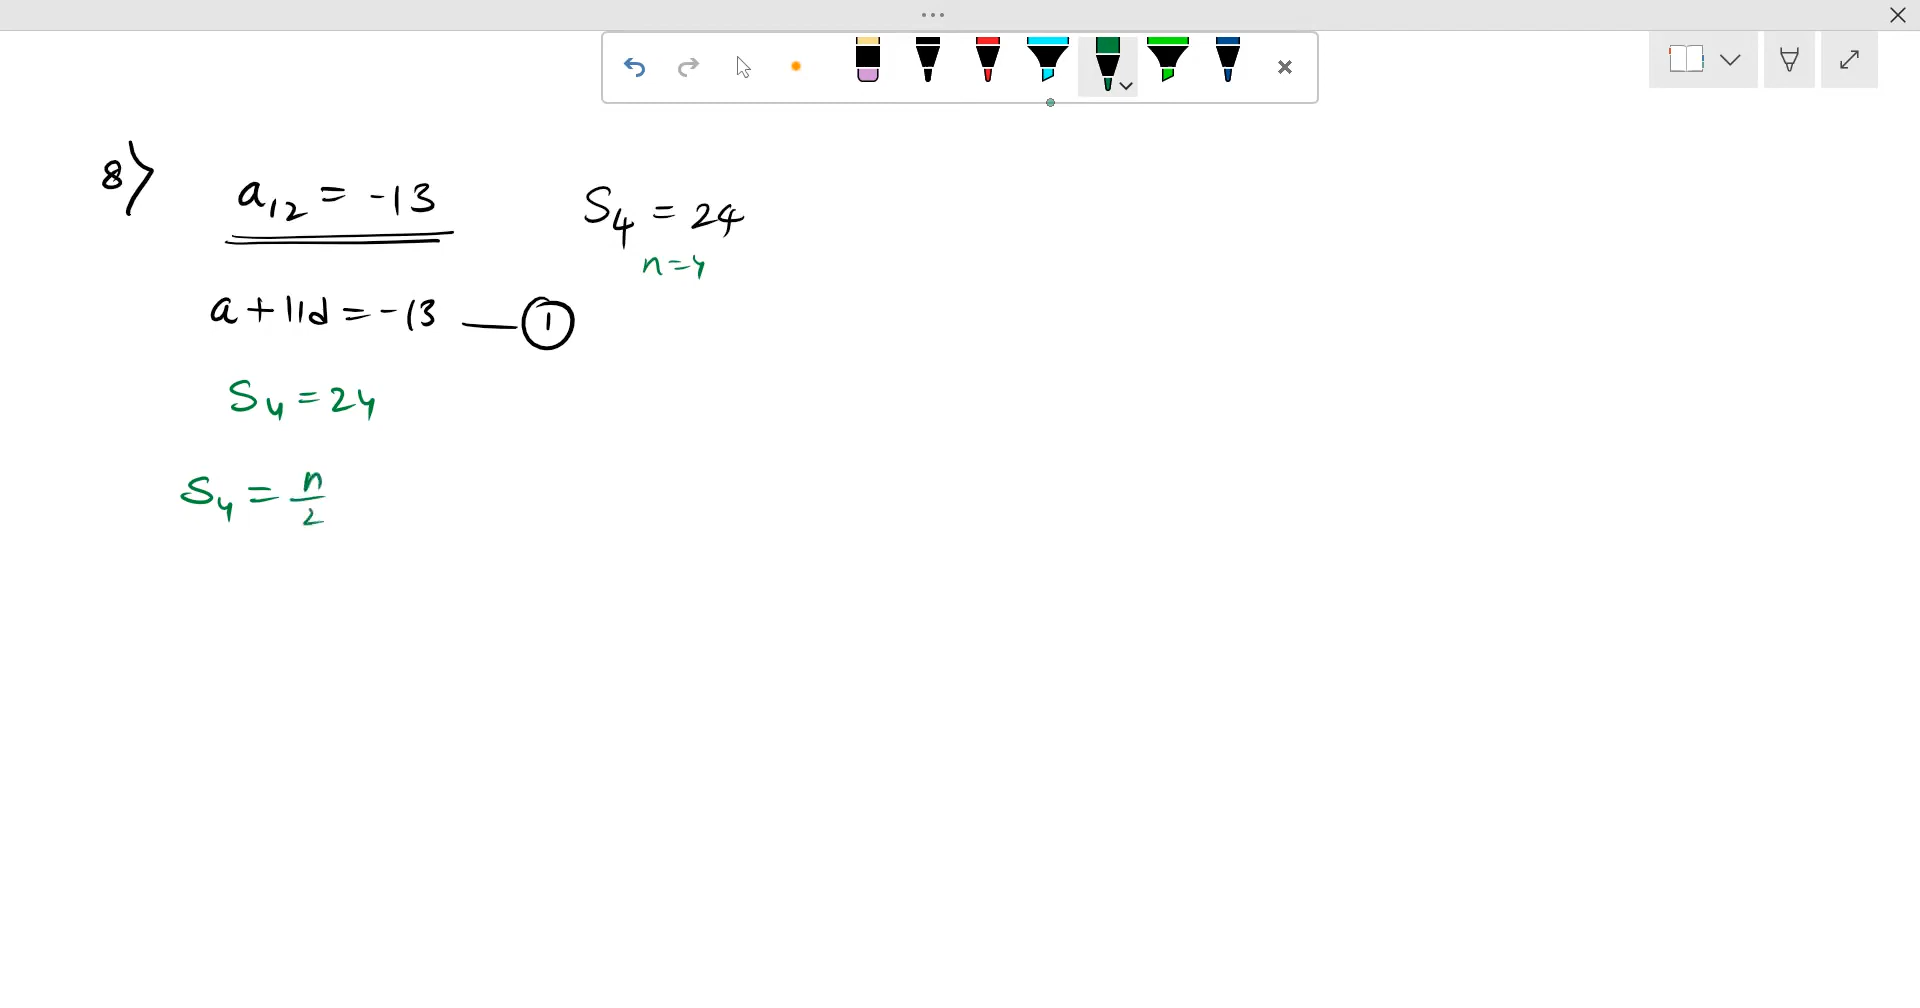 8)
a₁₂ = -13
S₄ = 24
n=4
a + 11d = -13 —①
S₄ = 24
S₄ = n/2